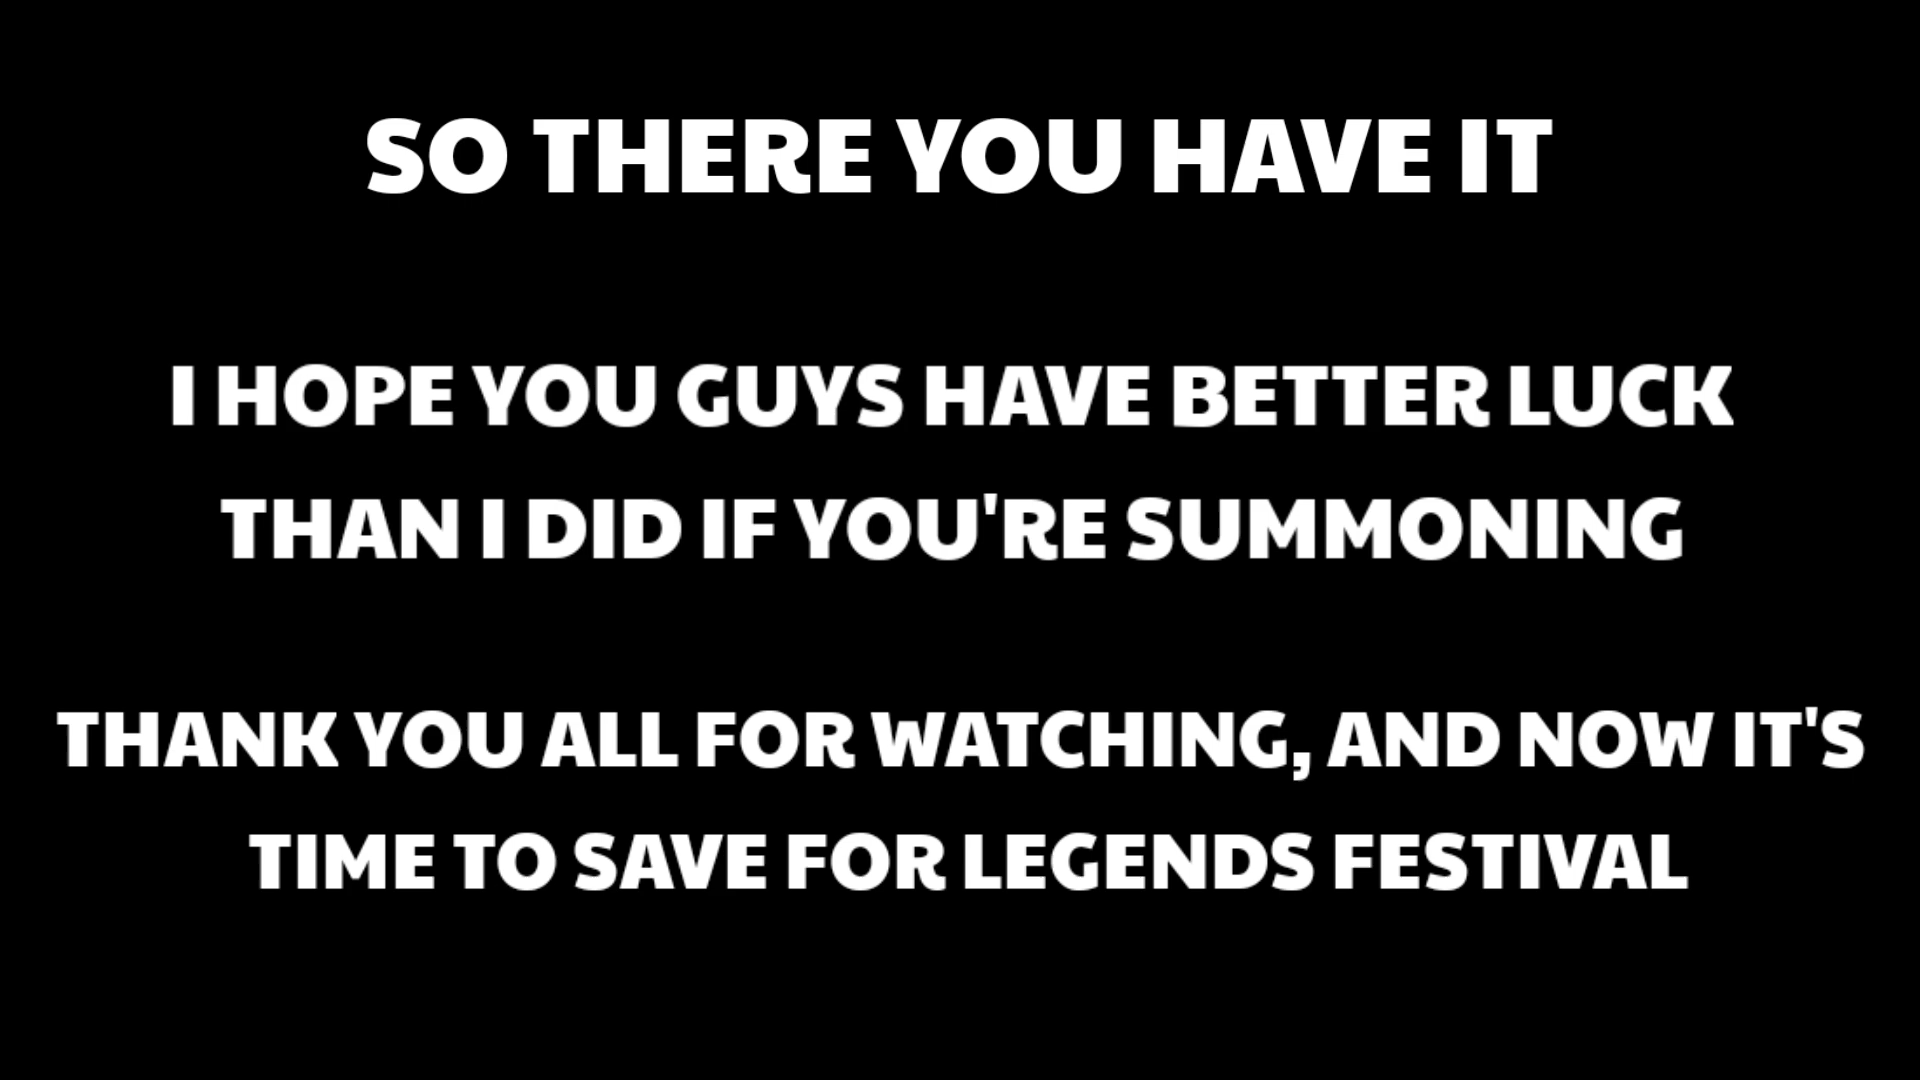 SO THERE YOU HAVE IT
I HOPE YOU GUYS HAVE BETTER LUCK
THAN I DID IF YOU'RE SUMMONING
THANK YOU ALL FOR WATCHING, AND NOW IT'S
TIME TO SAVE FOR LEGENDS FESTIVAL